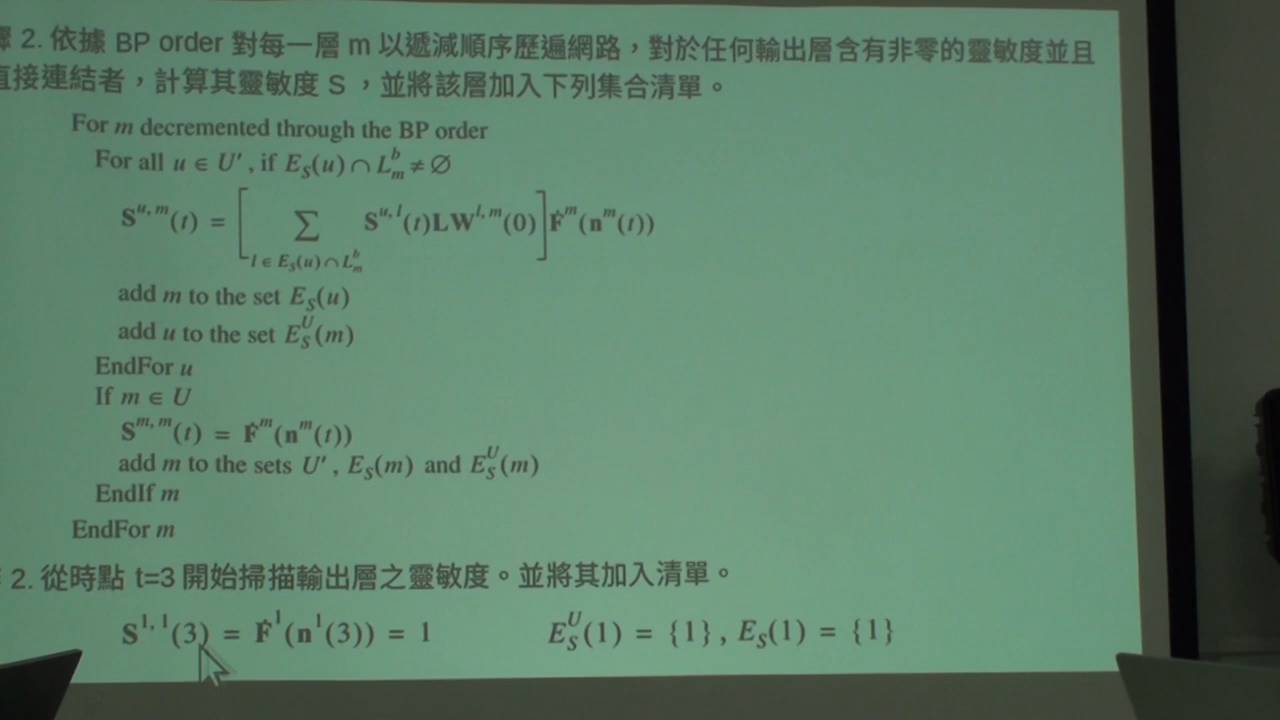 驟 2. 依據 BP order 對每一層 m 以遞減順序歷遍網路，對於任何輸出層含有非零的靈敏度並且
直接連結者，計算其靈敏度 S ，並將該層加入下列集合清單。
For m decremented through the BP order
For all u ∈ U′ , if E_S(u) ∩ L_m^b ≠ ∅
S^{u, m}(t) = [ ∑_{l ∈ E_S(u) ∩ L_m^b} S^{u, l}(t)LW^{l, m}(0) ] Ḟ^m(n^m(t))
add m to the set E_S(u)
add u to the set E_S^U(m)
EndFor u
If m ∈ U
S^{m, m}(t) = Ḟ^m(n^m(t))
add m to the sets U′ , E_S(m) and E_S^U(m)
EndIf m
EndFor m
2. 從時點 t=3 開始掃描輸出層之靈敏度。並將其加入清單。
S^{1, 1}(3) = Ḟ^1(n^1(3)) = 1 E_S^U(1) = {1} , E_S(1) = {1}